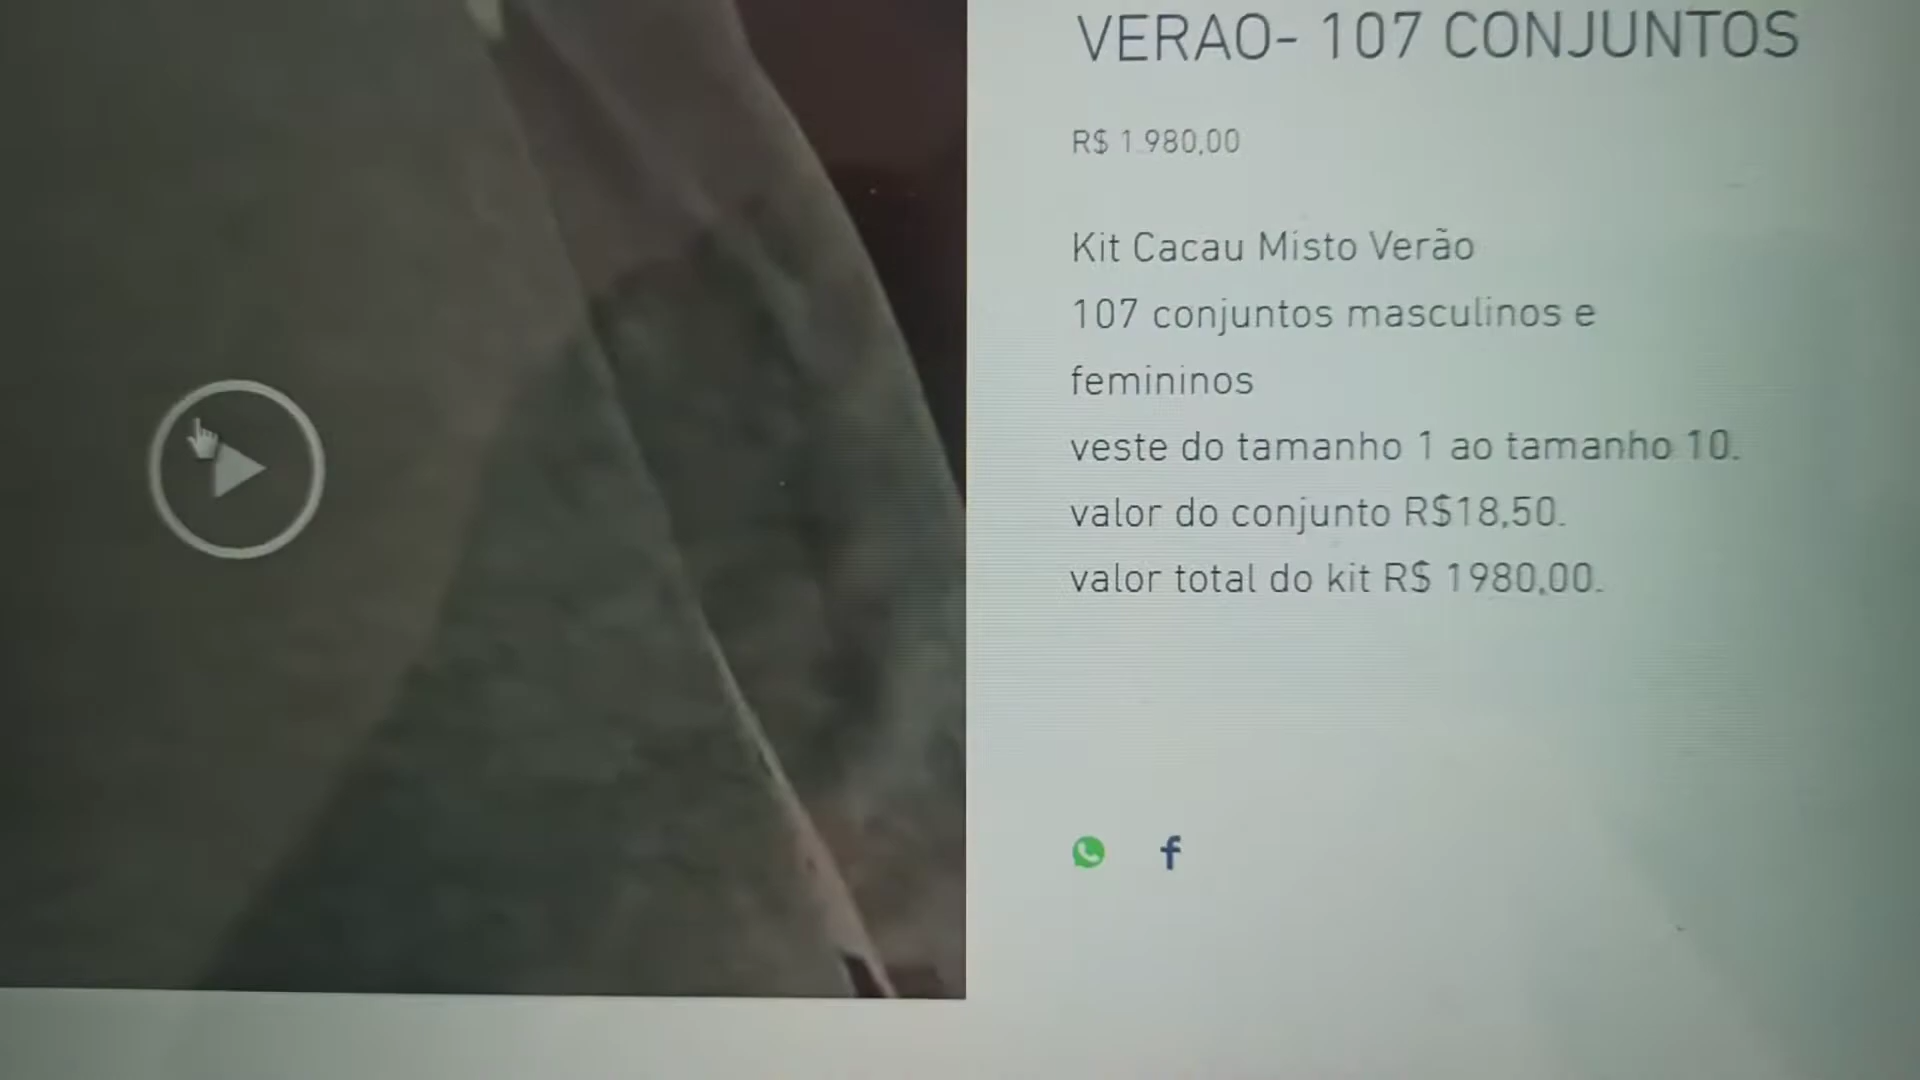 VERAO- 107 CONJUNTOS
R$ 1.980,00
Kit Cacau Misto Verão
107 conjuntos masculinos e
femininos
veste do tamanho 1 ao tamanho 10.
valor do conjunto R$18,50.
valor total do kit R$ 1980,00.